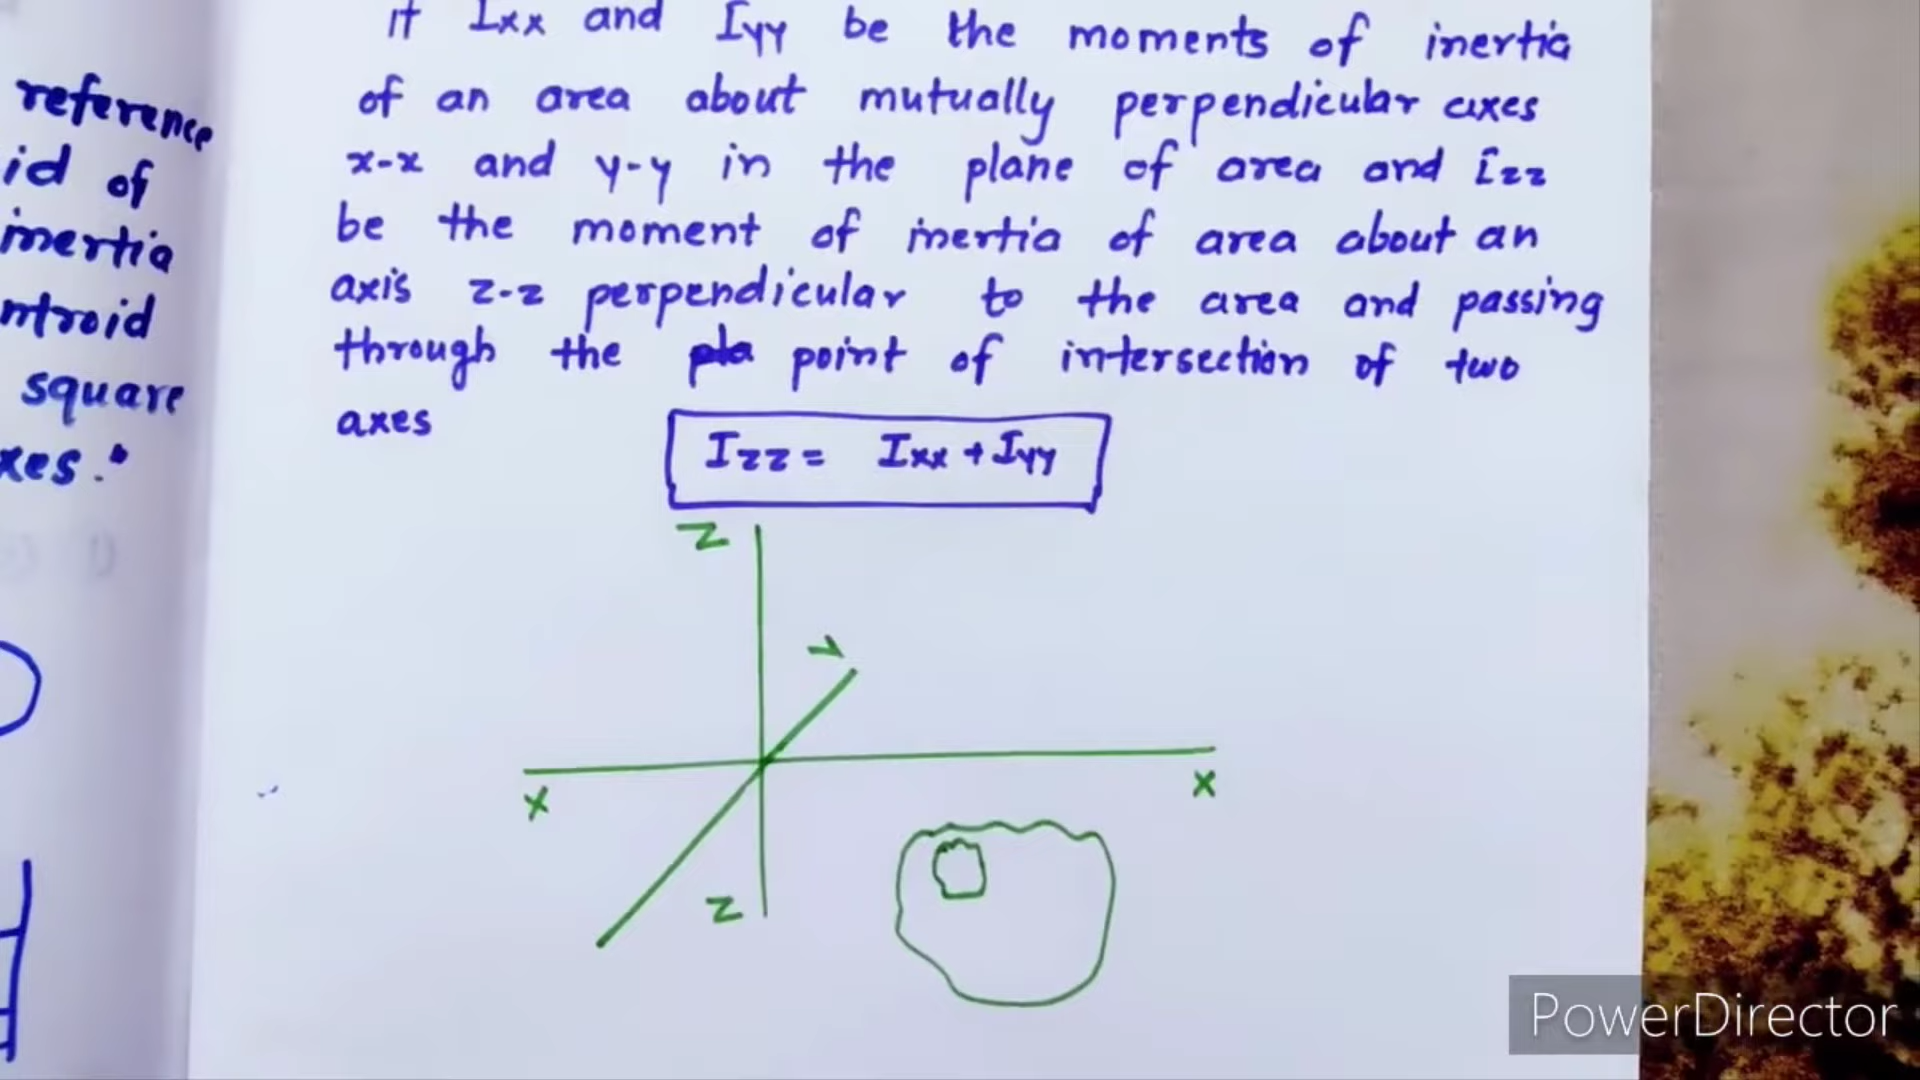 reference
id of
inertia
ntroid
square
xes."
If Ixx and Iyy be the moments of inertia
of an area about mutually perpendicular axes
x-x and y-y in the plane of area and Izz
be the moment of inertia of area about an
axis z-z perpendicular to the area and passing
through the pla point of intersection of two
axes
Izz = Ixx + Iyy
Z
Y
X
X
Z
PowerDirector